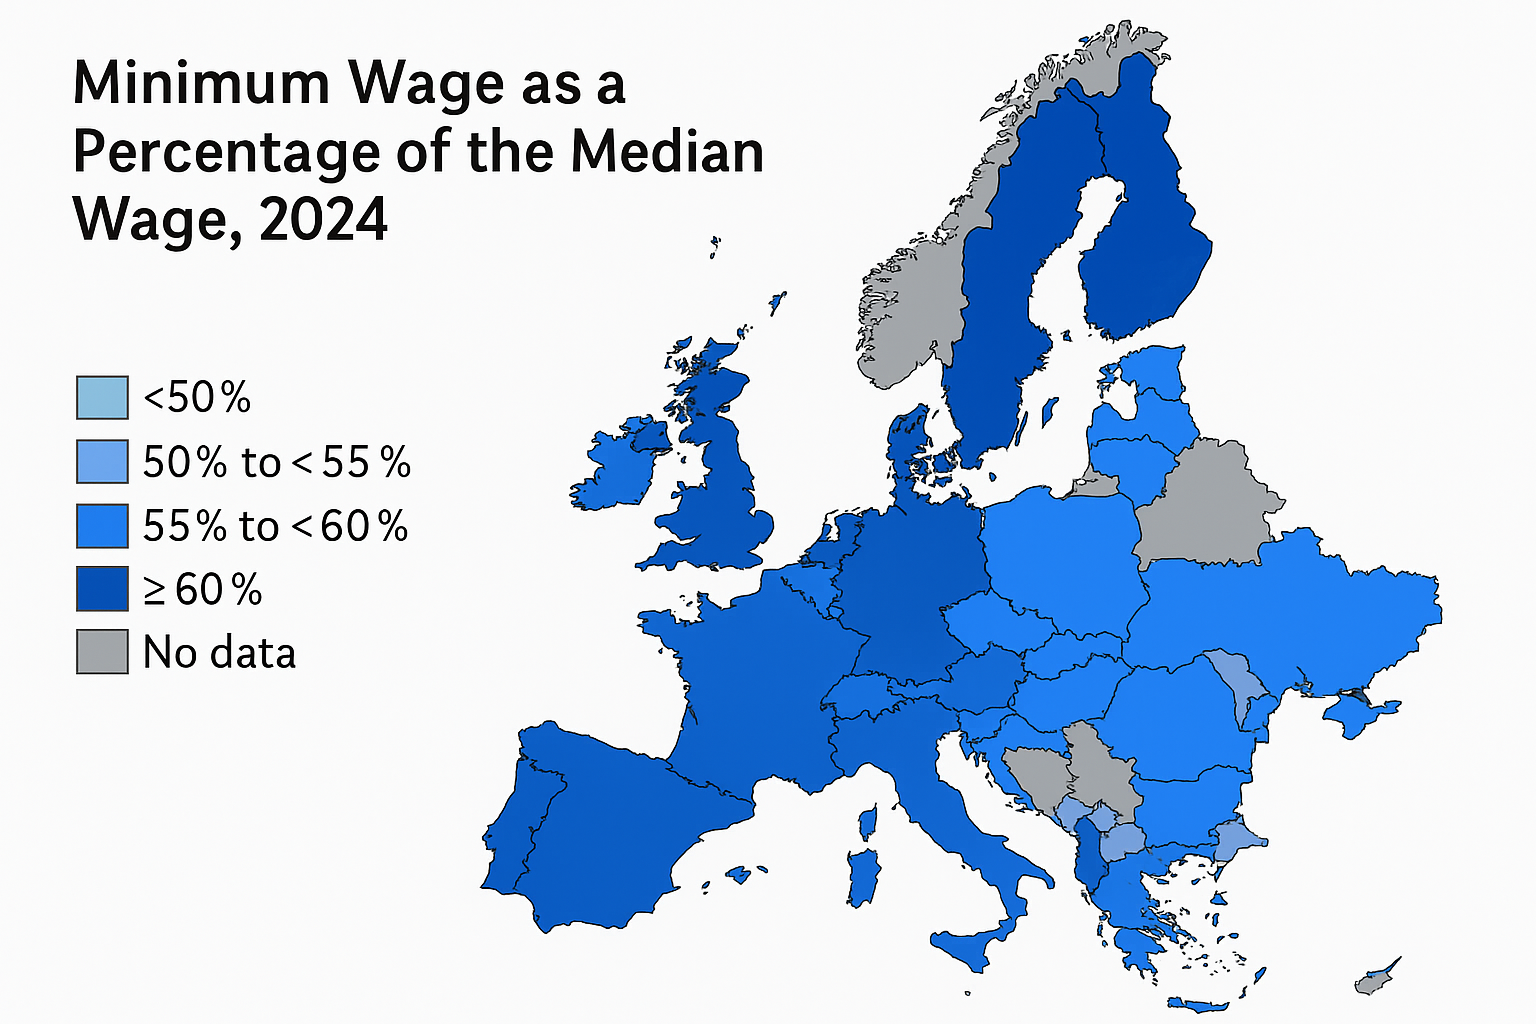 Minimum Wage as a
Percentage of the Median
Wage, 2024
<50%
50% to <55 %
55% to <60%
≥ 60%
No data